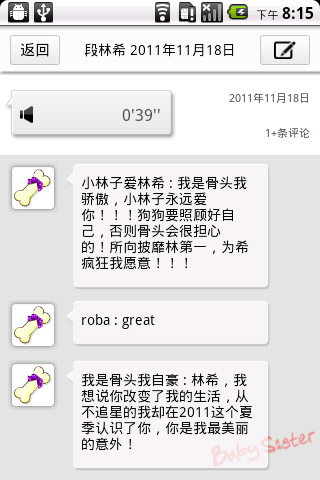 下午 8:15
返回
段林希 2011年11月18日
0'39''
2011年11月18日
1+条评论
小林子爱林希 : 我是骨头我
骄傲，小林子永远爱
你！！！狗狗要照顾好自
己，否则骨头会很担心
的！所向披靡林第一，为希
疯狂我愿意！！！
roba : great
我是骨头我自豪 : 林希，我
想说你改变了我的生活，从
不追星的我却在2011这个夏
季认识了你，你是我最美丽
的意外！
Baby Sister